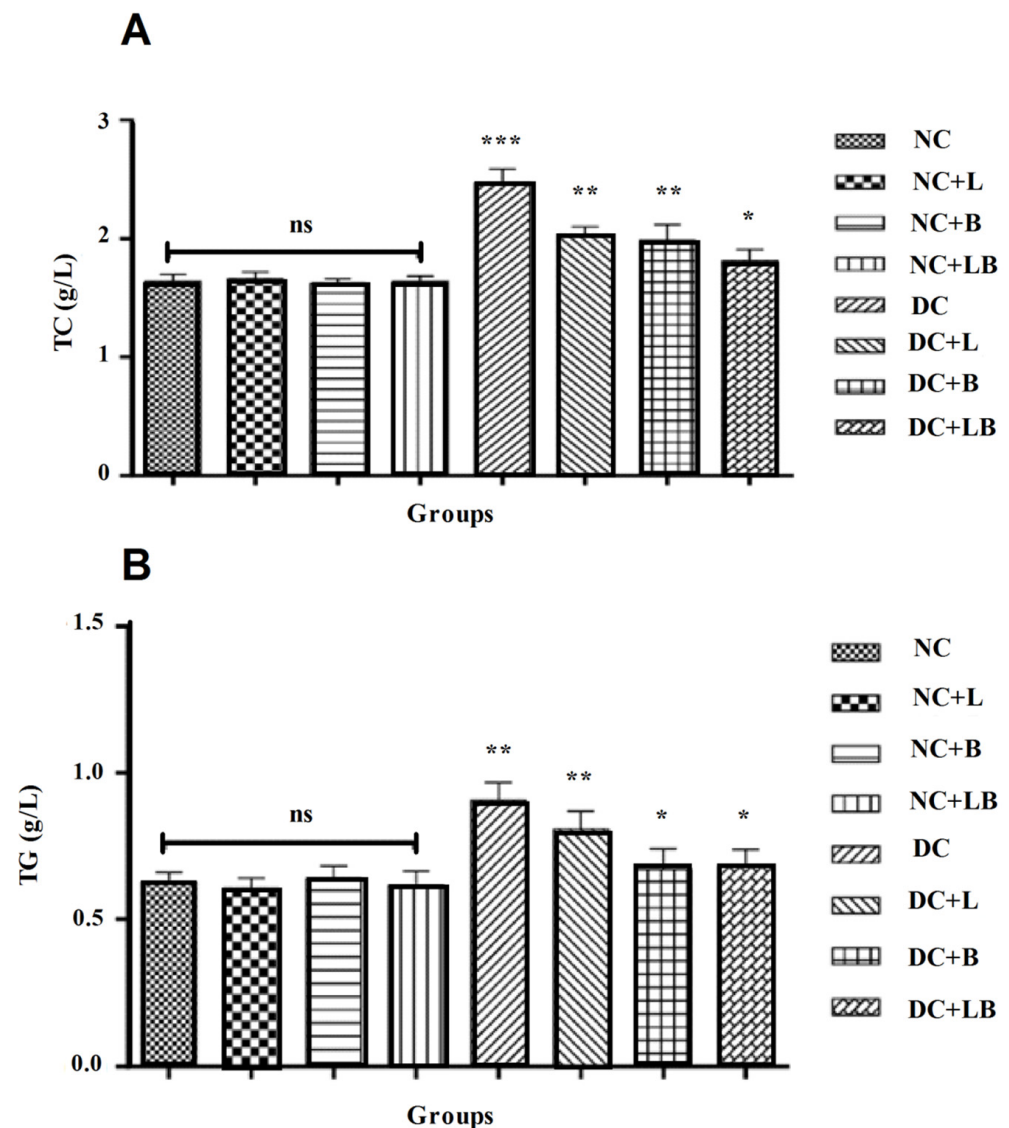 A
3
2
1
0
TC (g/L)
ns
***
**
**
*
Groups
NC
NC+L
NC+B
NC+LB
DC
DC+L
DC+B
DC+LB
B
1.5
1.0
0.5
0.0
TG (g/L)
ns
**
**
*
*
Groups
NC
NC+L
NC+B
NC+LB
DC
DC+L
DC+B
DC+LB